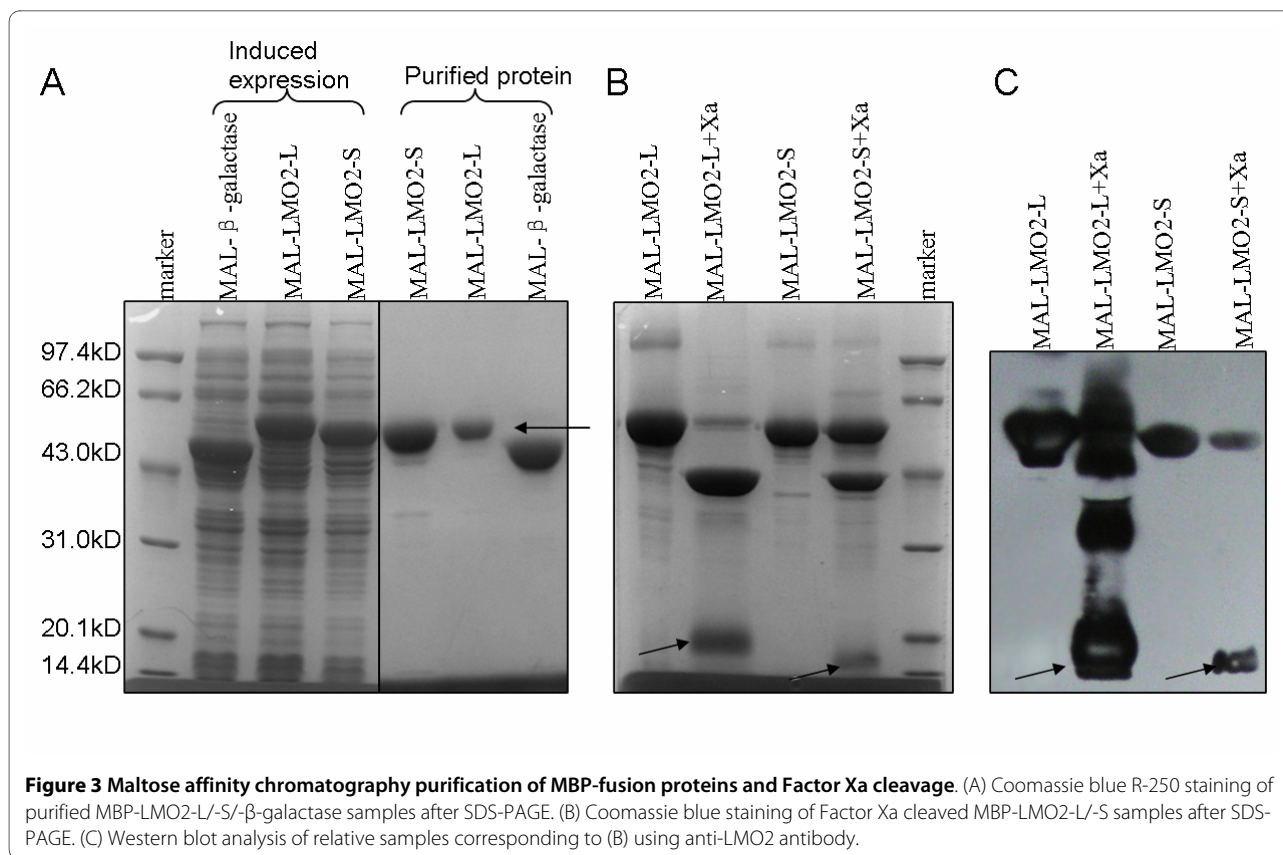 A
Induced
expression
Purified protein
marker
MAL-β-galactase
MAL-LMO2-L
MAL-LMO2-S
MAL-LMO2-S
MAL-LMO2-L
MAL-β-galactase
97.4kD
66.2kD
43.0kD
31.0kD
20.1kD
14.4kD
B
MAL-LMO2-L
MAL-LMO2-L+Xa
MAL-LMO2-S
MAL-LMO2-S+Xa
marker
C
MAL-LMO2-L
MAL-LMO2-L+Xa
MAL-LMO2-S
MAL-LMO2-S+Xa
Figure 3 Maltose affinity chromatography purification of MBP-fusion proteins and Factor Xa cleavage. (A) Coomassie blue R-250 staining of
purified MBP-LMO2-L/-S/-β-galactase samples after SDS-PAGE. (B) Coomassie blue staining of Factor Xa cleaved MBP-LMO2-L/-S samples after SDS-
PAGE. (C) Western blot analysis of relative samples corresponding to (B) using anti-LMO2 antibody.